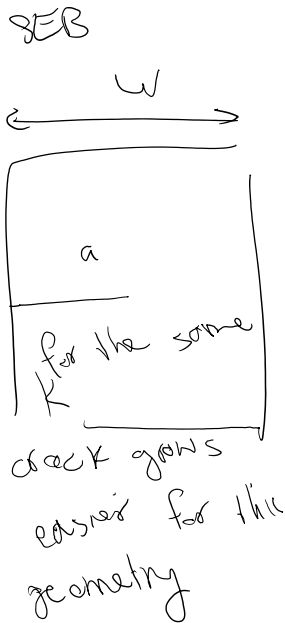 SEB
W
a
for the same
K
crack grows
easier for this
geometry